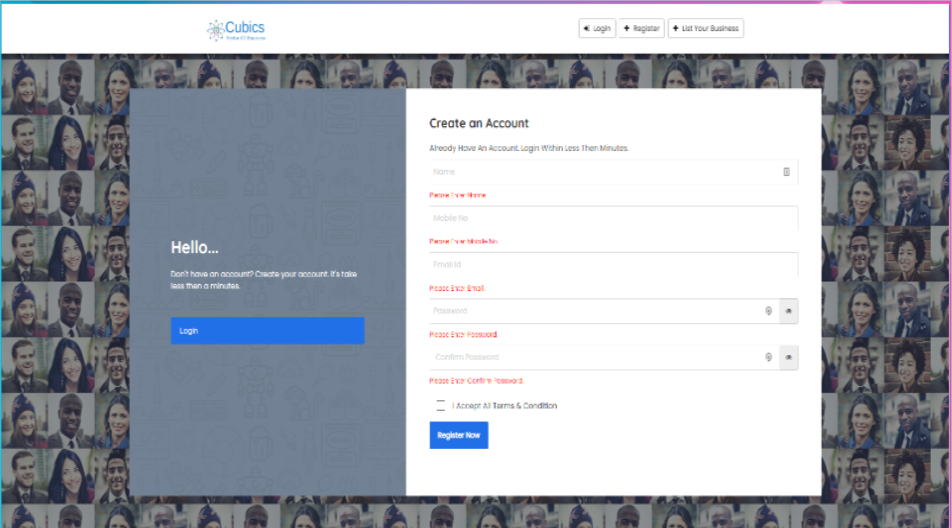 Cubics
Login
Register
List Your Business
Create an Account
Already Have An Account. Login Within Less Then Minutes.
Name
Please Enter Name.
Mobile No
Please Enter Mobile No.
Email Id
Please Enter Email.
Password
Please Enter Password.
Confirm Password
Please Enter Confirm Password.
I Accept All Terms & Condition
Register Now
Hello...
Don't have an account? Create your account. It's take
less then a minutes.
Login